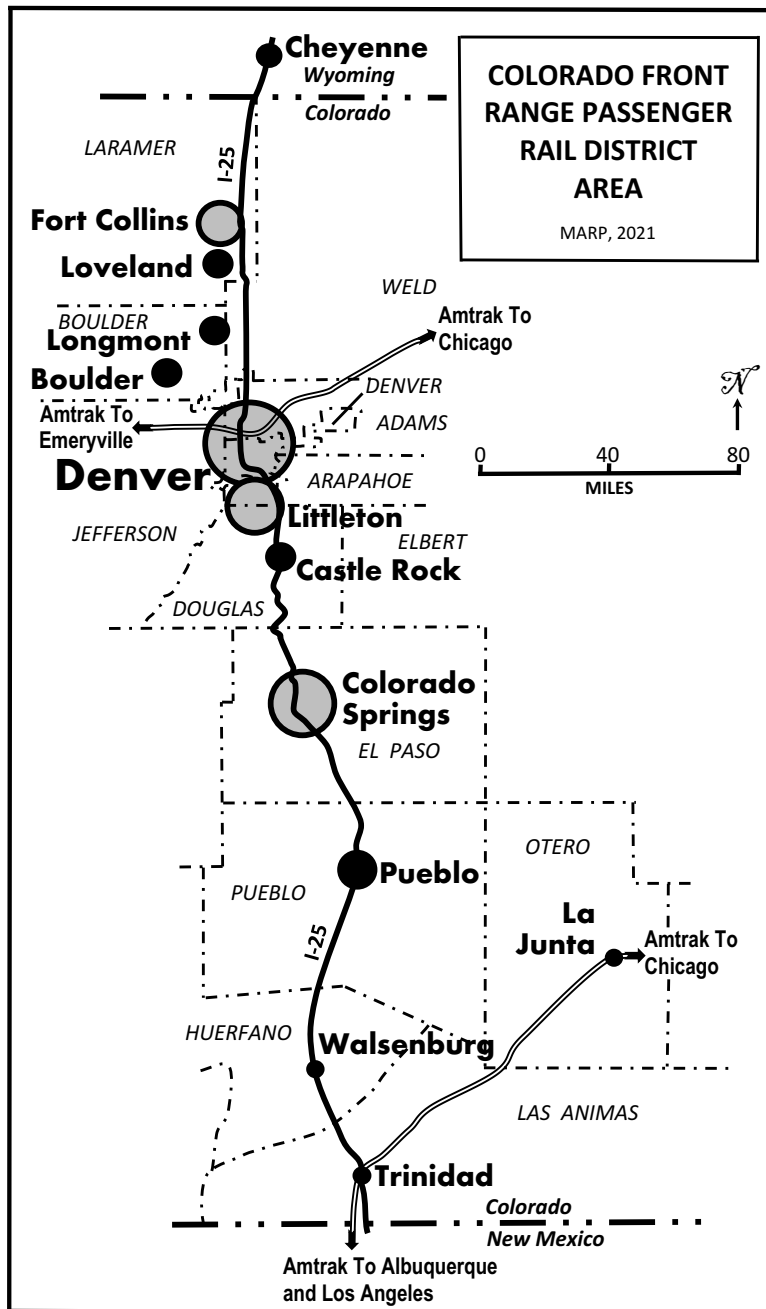 Cheyenne
Wyoming
Colorado
COLORADO FRONT
RANGE PASSENGER
RAIL DISTRICT
AREA
MARP, 2021
LARAMER
I-25
Fort Collins
Loveland
WELD
BOULDER
Longmont
Boulder
Amtrak To
Chicago
DENVER
ADAMS
Amtrak To
Emeryville
Denver
ARAPAHOE
N
0 40 80
MILES
JEFFERSON
Littleton
ELBERT
Castle Rock
DOUGLAS
Colorado
Springs
EL PASO
OTERO
Pueblo
PUEBLO
La
Junta
I-25
Amtrak To
Chicago
HUERFANO
Walsenburg
LAS ANIMAS
Trinidad
Colorado
New Mexico
Amtrak To Albuquerque
and Los Angeles